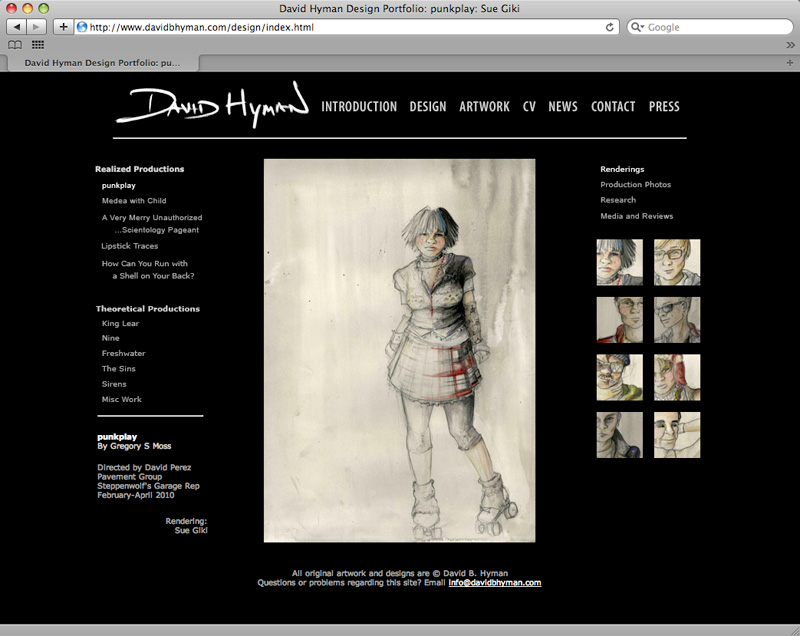 David Hyman Design Portfolio: punkplay: Sue Giki
http://www.davidbhyman.com/design/index.html
Google
David Hyman Design Portfolio: pu...
DAVID HYMAN
INTRODUCTION DESIGN ARTWORK CV NEWS CONTACT PRESS
Realized Productions
punkplay
Medea with Child
A Very Merry Unauthorized
...Scientology Pageant
Lipstick Traces
How Can You Run with
a Shell on Your Back?
Theoretical Productions
King Lear
Nine
Freshwater
The Sins
Sirens
Misc Work
punkplay
By Gregory S Moss
Directed by David Perez
Pavement Group
Steppenwolf's Garage Rep
February-April 2010
Rendering:
Sue Giki
Renderings
Production Photos
Research
Media and Reviews
All original artwork and designs are © David B. Hyman
Questions or problems regarding this site? Email info@davidbhyman.com